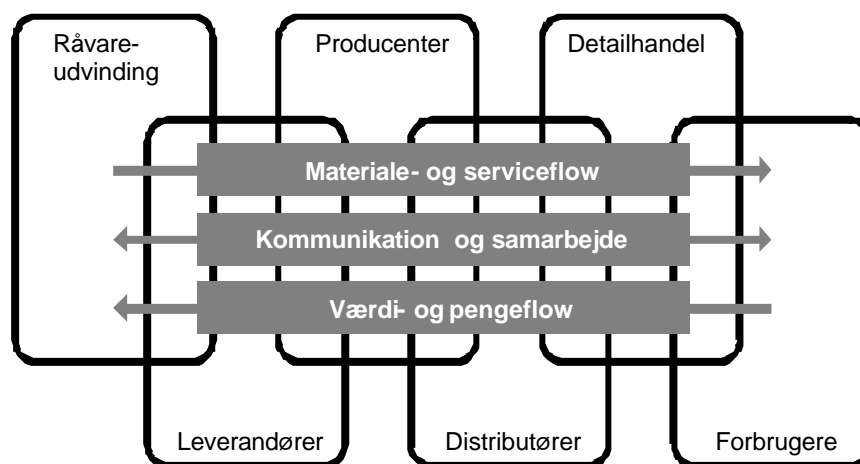 Råvare-
udvinding
Producenter
Detailhandel
Materiale- og serviceflow
Kommunikation og samarbejde
Værdi- og pengeflow
Leverandører
Distributører
Forbrugere